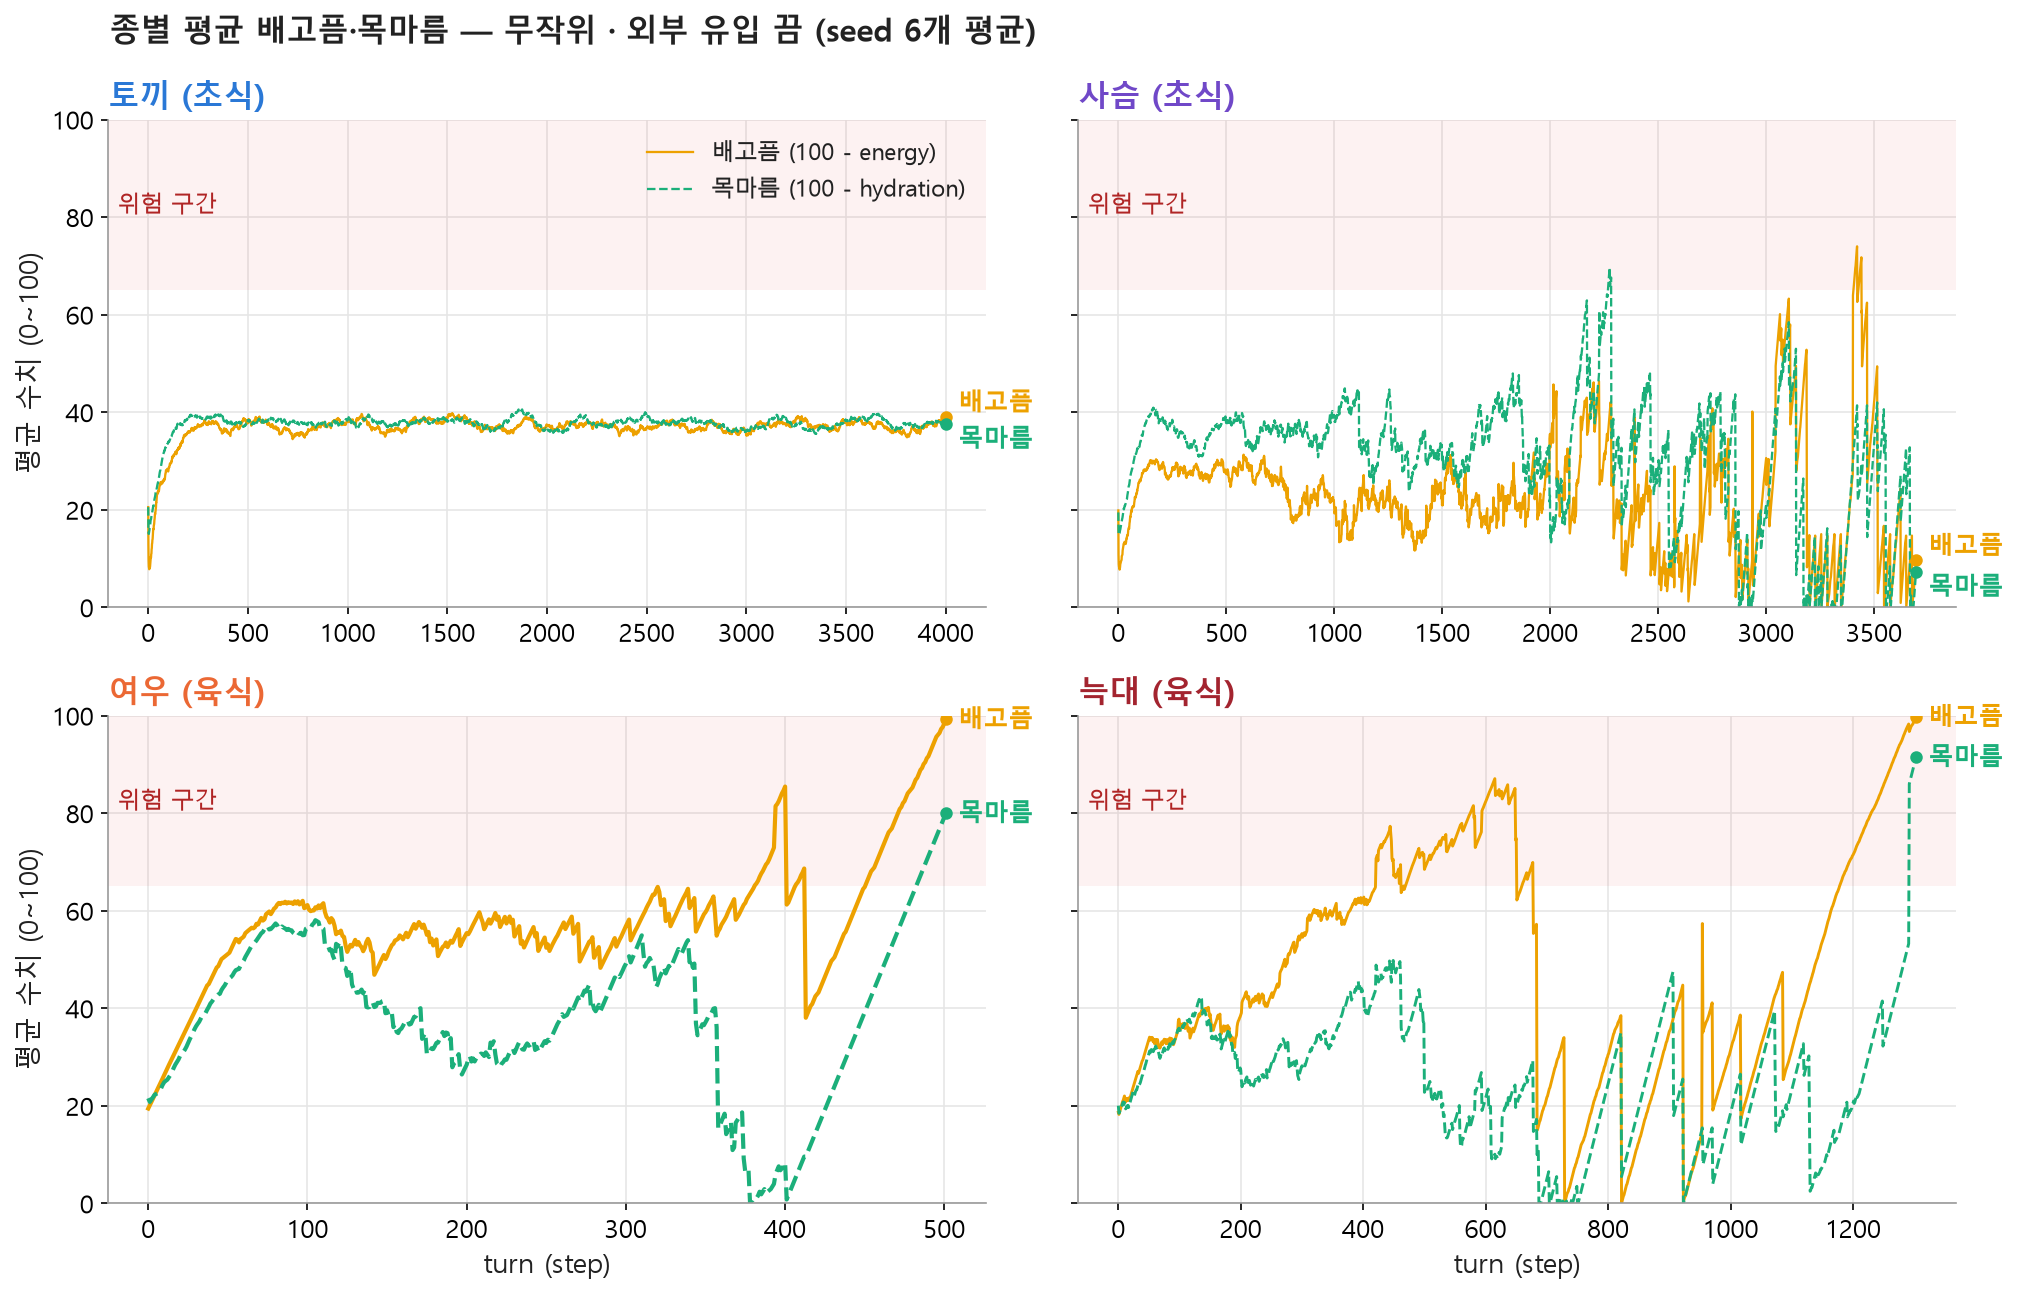 종별 평균 배고픔·목마름 — 무작위 · 외부 유입 끔 (seed 6개 평균)
토끼 (초식)
평균 수치 (0~100)
100
80
60
40
20
0
위험 구간
배고픔 (100 - energy)
목마름 (100 - hydration)
배고픔
목마름
0 500 1000 1500 2000 2500 3000 3500 4000
사슴 (초식)
위험 구간
배고픔
목마름
0 500 1000 1500 2000 2500 3000 3500
여우 (육식)
평균 수치 (0~100)
100
80
60
40
20
0
위험 구간
배고픔
목마름
0 100 200 300 400 500
turn (step)
늑대 (육식)
위험 구간
배고픔
목마름
0 200 400 600 800 1000 1200
turn (step)